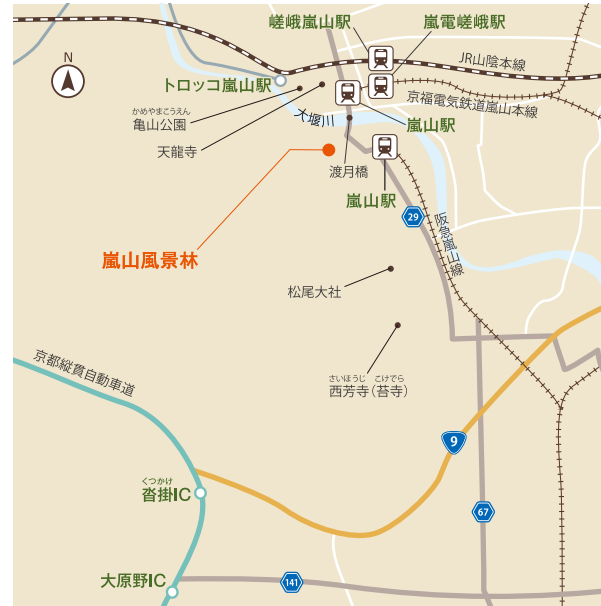 嵯峨嵐山駅
嵐電嵯峨駅
N
JR山陰本線
トロッコ嵐山駅
京福電気鉄道嵐山本線
かめやまこうえん
亀山公園
大堰川
嵐山駅
天龍寺
渡月橋
嵐山駅
29
阪急嵐山線
嵐山風景林
松尾大社
京都縦貫自動車道
さいほうじ こけでら
西芳寺(苔寺)
9
くつかけ
沓掛IC
67
大原野IC
141